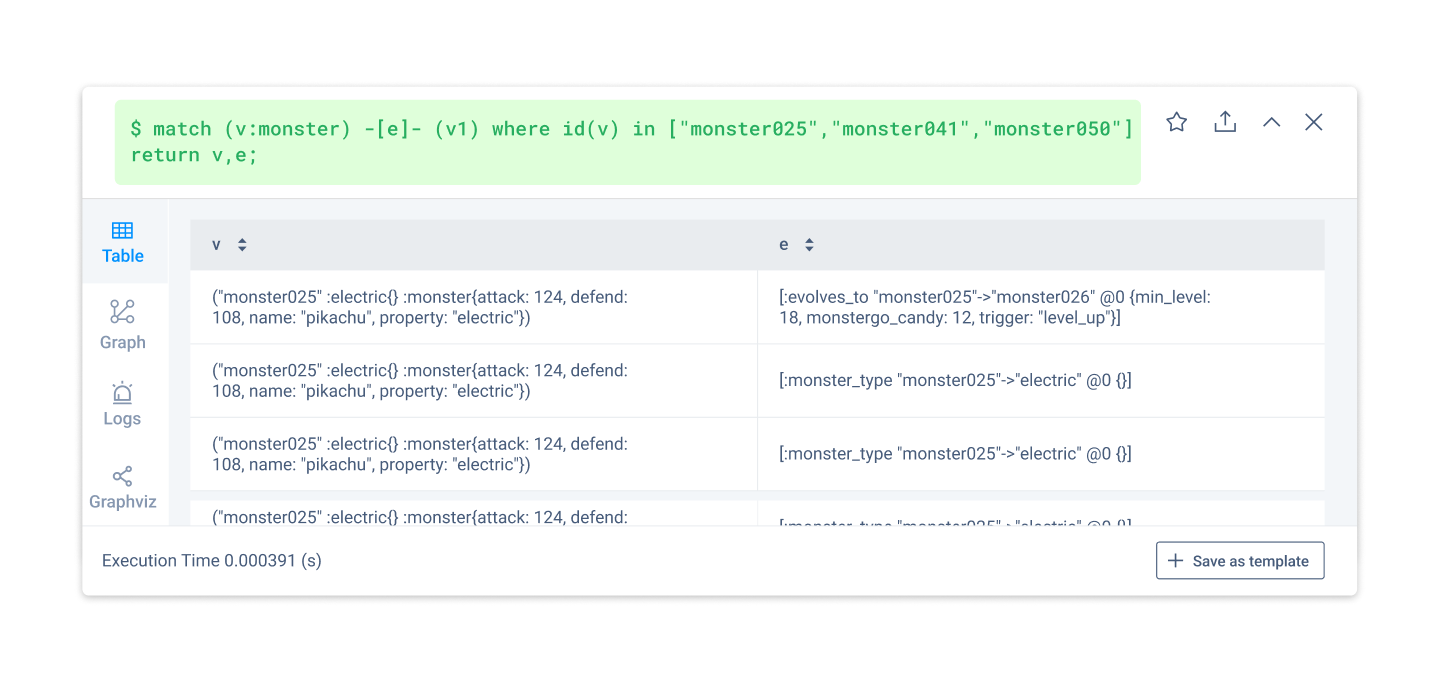 $ match (v:monster) -[e]- (v1) where id(v) in ["monster025","monster041","monster050"]
return v,e;
Table
Graph
Logs
Graphviz
v
e
("monster025" :electric{} :monster{attack: 124, defend:
108, name: "pikachu", property: "electric"})
[:evolves_to "monster025"->"monster026" @0 {min_level:
18, monstergo_candy: 12, trigger: "level_up"}]
("monster025" :electric{} :monster{attack: 124, defend:
108, name: "pikachu", property: "electric"})
[:monster_type "monster025"->"electric" @0 {}]
("monster025" :electric{} :monster{attack: 124, defend:
108, name: "pikachu", property: "electric"})
[:monster_type "monster025"->"electric" @0 {}]
("monster025" :electric{} :monster{attack: 124, defend:
[:monster_type "monster025"->"electric" @0 {}]
Execution Time 0.000391 (s)
Save as template